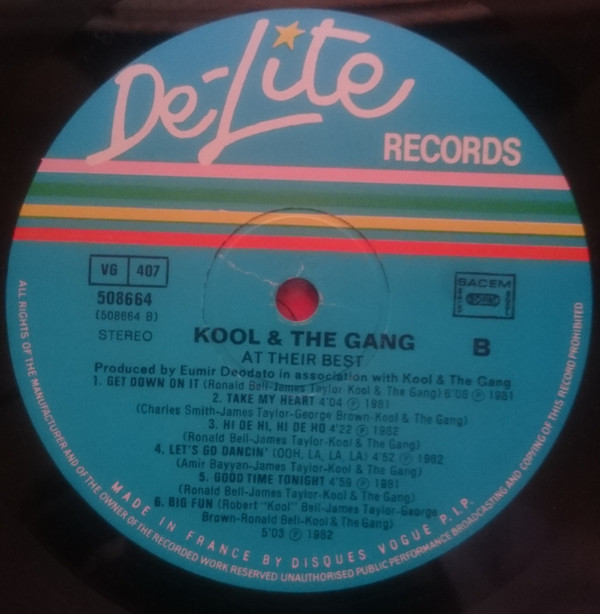 De-Lite
RECORDS
VG 407
508664
(508664 B)
STEREO
SACEM
B
KOOL & THE GANG
AT THEIR BEST
Produced by Eumir Deodato in association with Kool & The Gang
1. GET DOWN ON IT (Ronald Bell-James Taylor-Kool & The Gang) 6'08 Ⓟ 1981
2. TAKE MY HEART 4'04 Ⓟ 1981
(Charles Smith-James Taylor-George Brown-Kool & The Gang)
3. HI DE HI, HI DE HO 4'22 Ⓟ 1982
(Ronald Bell-James Taylor-Kool & The Gang)
4. LET'S GO DANCIN' (OOH, LA, LA, LA) 4'52 Ⓟ 1982
(Amir Bayyan-James Taylor-Kool & The Gang)
5. GOOD TIME TONIGHT 4'59 Ⓟ 1981
(Ronald Bell-James Taylor-Kool & The Gang)
6. BIG FUN (Robert "Kool" Bell-James Taylor-George
Brown-Ronald Bell-Kool & The Gang)
5'03 Ⓟ 1982
MADE IN FRANCE BY DISQUES VOGUE P.I.P.
ALL RIGHTS OF THE MANUFACTURER AND OF THE OWNER OF THE RECORDED WORK RESERVED UNAUTHORISED PUBLIC PERFORMANCE BROADCASTING AND COPYING OF THIS RECORD PROHIBITED